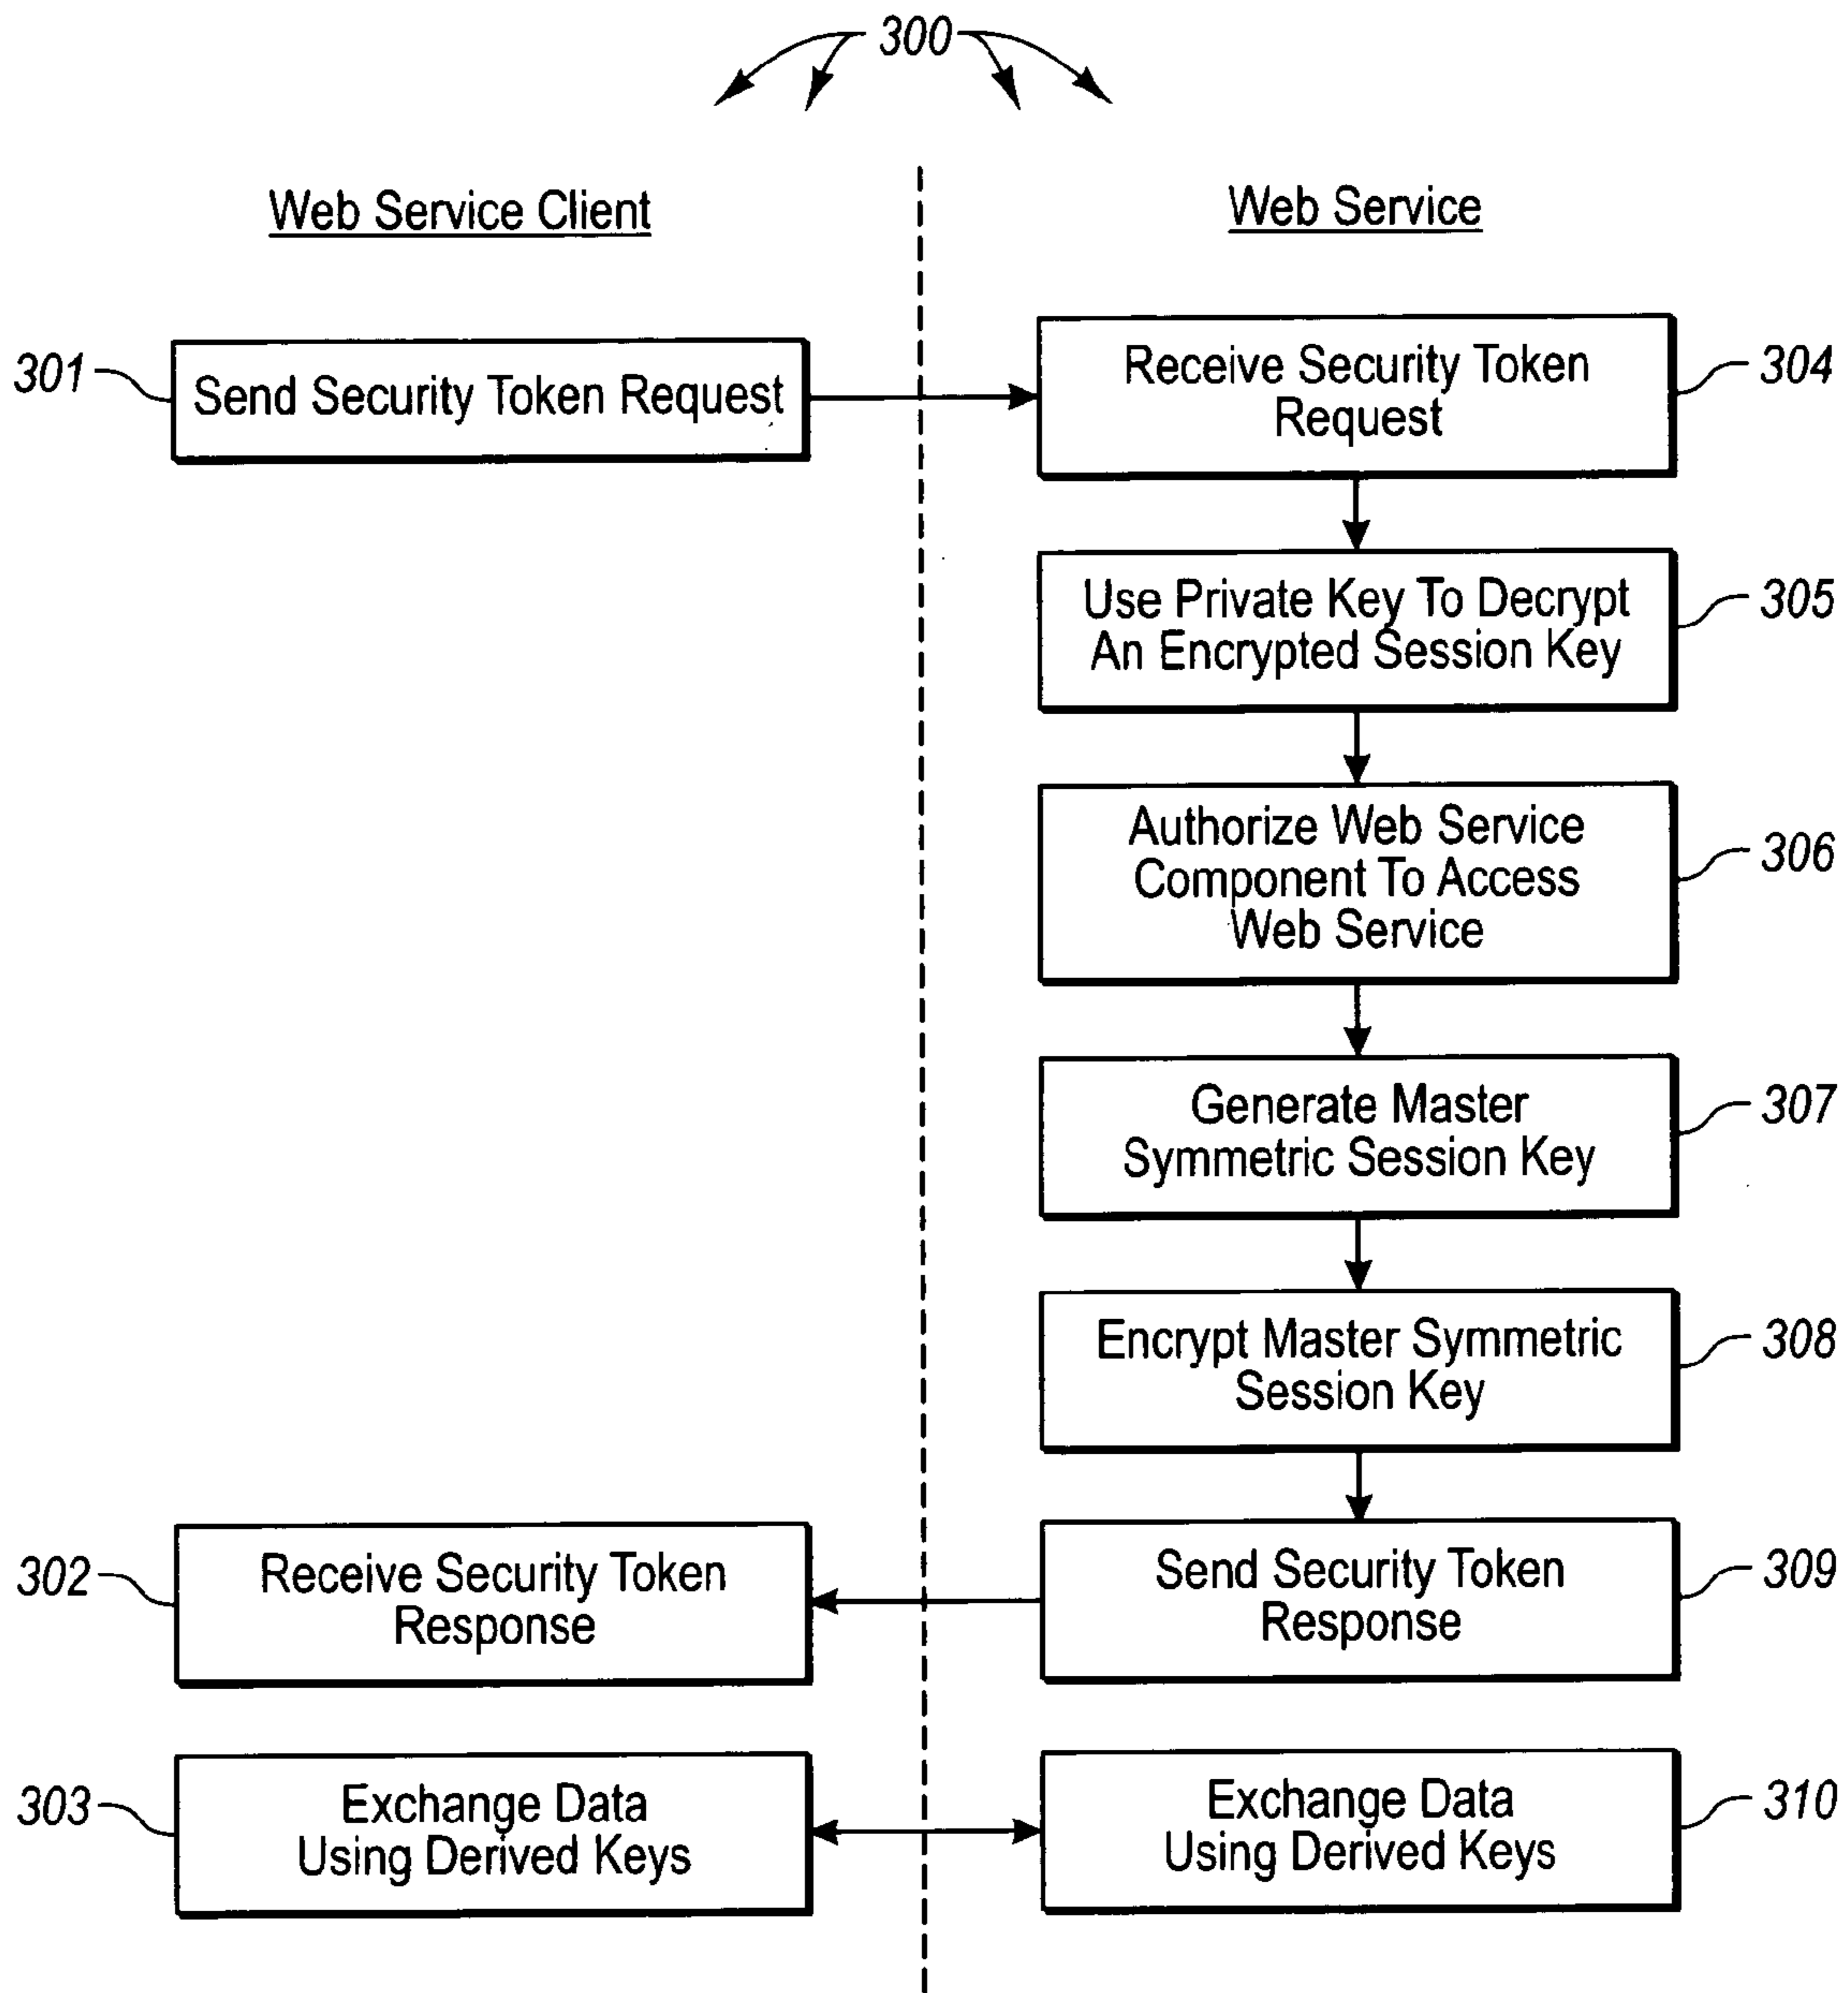 300
Web Service Client
Web Service
301
Send Security Token Request
Receive Security Token
Request
304
Use Private Key To Decrypt
An Encrypted Session Key
305
Authorize Web Service
Component To Access
Web Service
306
Generate Master
Symmetric Session Key
307
Encrypt Master Symmetric
Session Key
308
302
Receive Security Token
Response
Send Security Token
Response
309
303
Exchange Data
Using Derived Keys
Exchange Data
Using Derived Keys
310